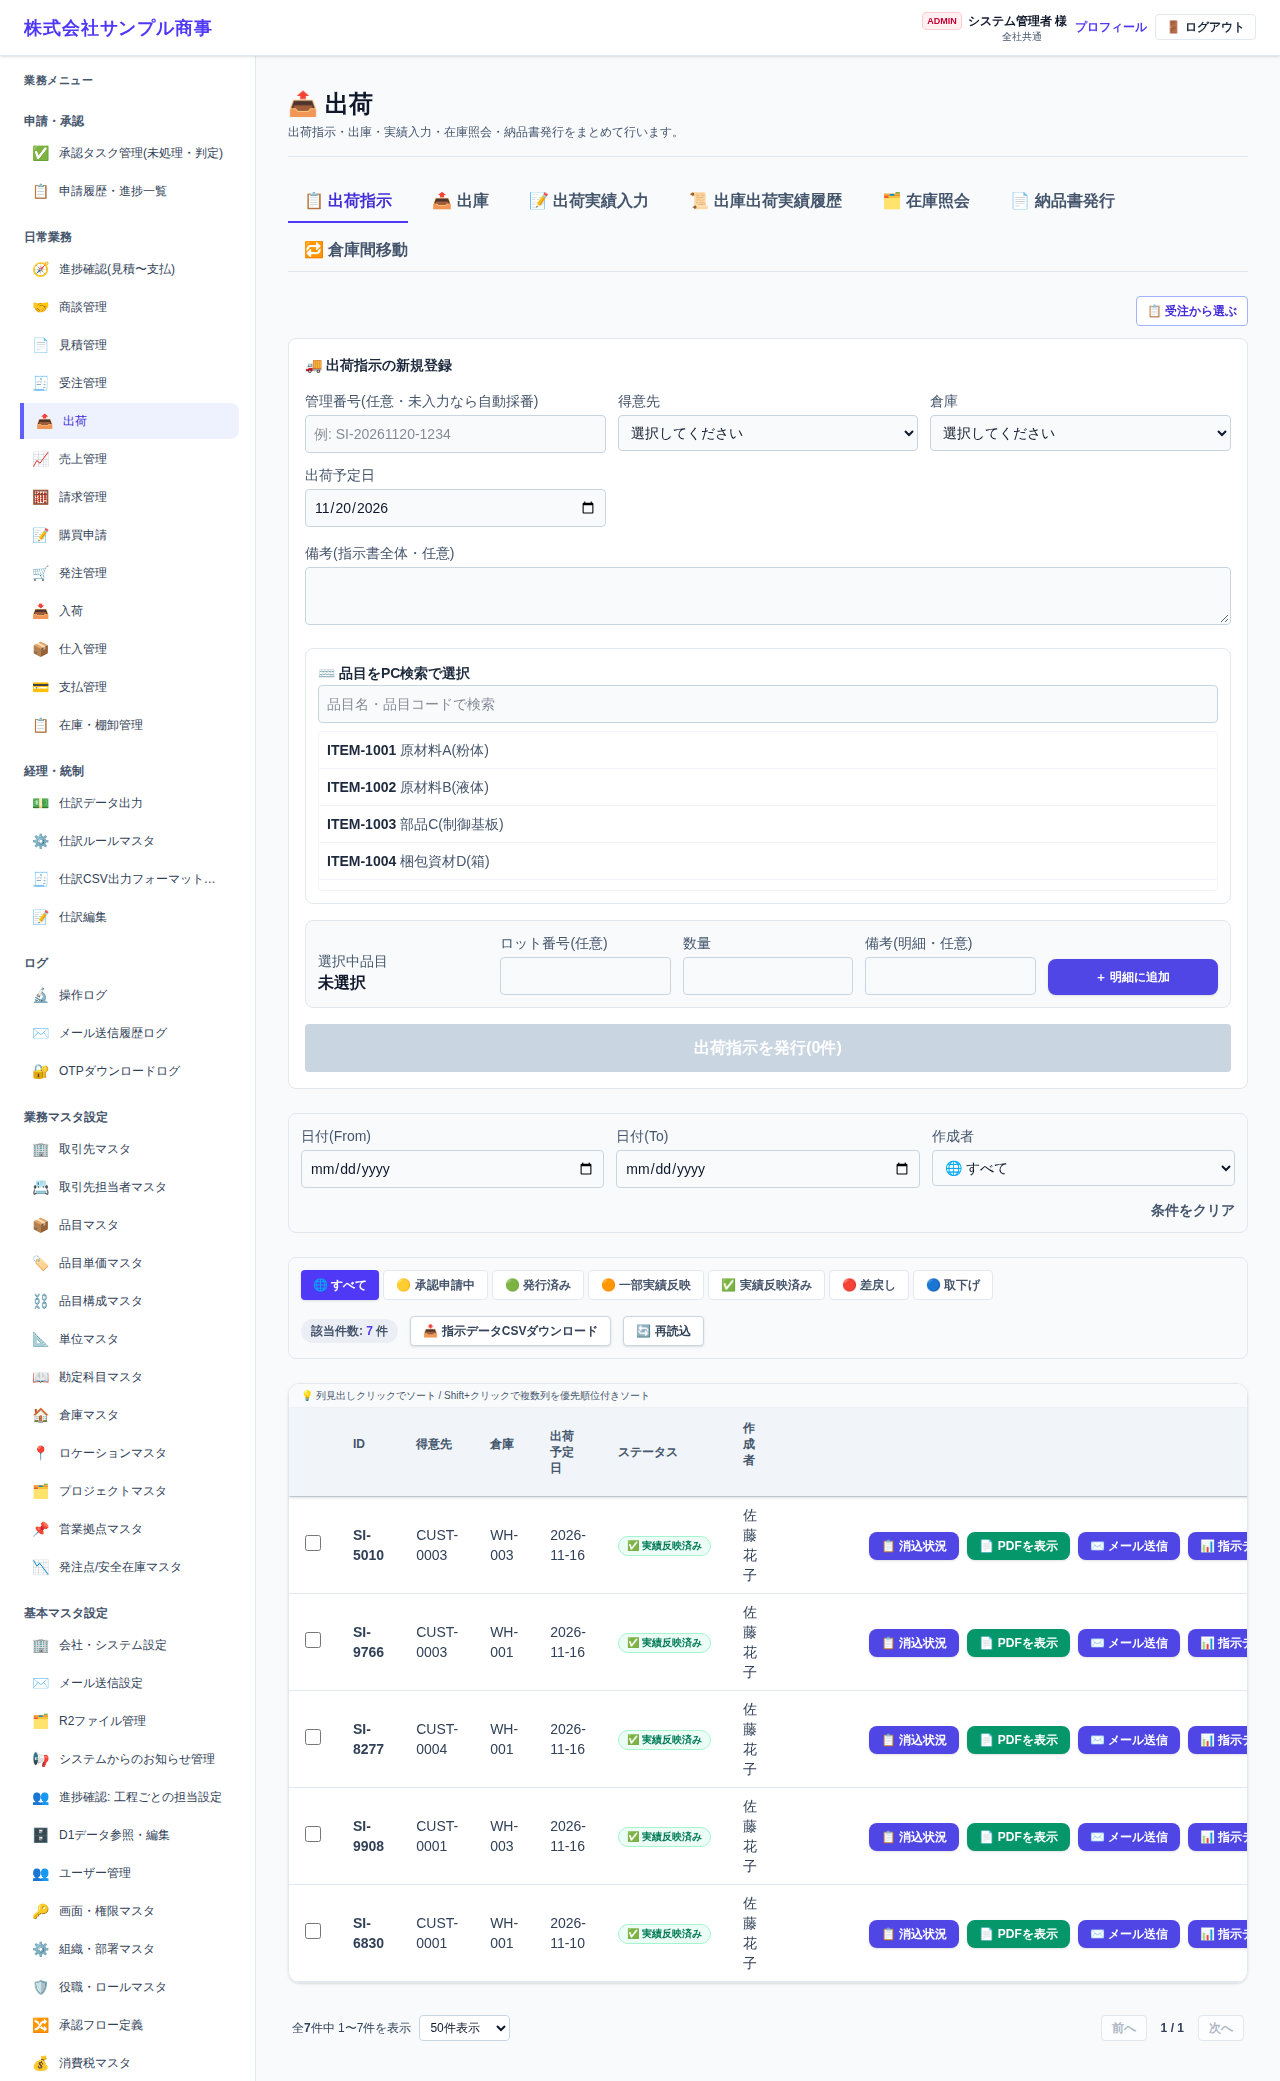 株式会社サンプル商事
ADMIN システム管理者 様
全社共通
プロフィール
🚪 ログアウト
業務メニュー
申請・承認
✅ 承認タスク管理(未処理・判定)
📋 申請履歴・進捗一覧
日常業務
🧭 進捗確認(見積〜支払)
🤝 商談管理
📄 見積管理
🧾 受注管理
📤 出荷
📈 売上管理
🧮 請求管理
📝 購買申請
🛒 発注管理
📥 入荷
📦 仕入管理
💳 支払管理
📋 在庫・棚卸管理
経理・統制
💵 仕訳データ出力
⚙️ 仕訳ルールマスタ
🧾 仕訳CSV出力フォーマット…
📝 仕訳編集
ログ
🔬 操作ログ
✉️ メール送信履歴ログ
🔐 OTPダウンロードログ
業務マスタ設定
🏢 取引先マスタ
📇 取引先担当者マスタ
📦 品目マスタ
🏷️ 品目単価マスタ
⛓️ 品目構成マスタ
📐 単位マスタ
📖 勘定科目マスタ
🏠 倉庫マスタ
📍 ロケーションマスタ
🗂️ プロジェクトマスタ
📌 営業拠点マスタ
📉 発注点/安全在庫マスタ
基本マスタ設定
🏢 会社・システム設定
✉️ メール送信設定
🗂️ R2ファイル管理
📢 システムからのお知らせ管理
👥 進捗確認: 工程ごとの担当設定
🗄️ D1データ参照・編集
👥 ユーザー管理
🔑 画面・権限マスタ
⚙️ 組織・部署マスタ
🛡️ 役職・ロールマスタ
🔀 承認フロー定義
💰 消費税マスタ
📤 出荷
出荷指示・出庫・実績入力・在庫照会・納品書発行をまとめて行います。
📋 出荷指示
📤 出庫
📝 出荷実績入力
📜 出庫出荷実績履歴
🗂️ 在庫照会
📄 納品書発行
🔁 倉庫間移動
📋 受注から選ぶ
🚚 出荷指示の新規登録
管理番号(任意・未入力なら自動採番)
例: SI-20261120-1234
得意先
選択してください
倉庫
選択してください
出荷予定日
11/20/2026
備考(指示書全体・任意)
⌨️ 品目をPC検索で選択
品目名・品目コードで検索
ITEM-1001 原材料A(粉体)
ITEM-1002 原材料B(液体)
ITEM-1003 部品C(制御基板)
ITEM-1004 梱包資材D(箱)
選択中品目
未選択
ロット番号(任意)
数量
備考(明細・任意)
+ 明細に追加
出荷指示を発行(0件)
日付(From)
mm/dd/yyyy
日付(To)
mm/dd/yyyy
作成者
🌐 すべて
条件をクリア
🌐 すべて
🟡 承認申請中
🟢 発行済み
🟠 一部実績反映
✅ 実績反映済み
🔴 差戻し
🔵 取下げ
該当件数: 7 件
📥 指示データCSVダウンロード
🔄 再読込
💡 列見出しクリックでソート / Shift+クリックで複数列を優先順位付きソート
ID 得意先 倉庫 出荷予定日 ステータス 作成者
SI-5010 CUST-0003 WH-003 2026-11-16 ✅ 実績反映済み 佐藤花子 📋 消込状況 📄 PDFを表示 ✉️ メール送信 📊 指示
SI-9766 CUST-0003 WH-001 2026-11-16 ✅ 実績反映済み 佐藤花子 📋 消込状況 📄 PDFを表示 ✉️ メール送信 📊 指示
SI-8277 CUST-0004 WH-001 2026-11-16 ✅ 実績反映済み 佐藤花子 📋 消込状況 📄 PDFを表示 ✉️ メール送信 📊 指示
SI-9908 CUST-0001 WH-003 2026-11-16 ✅ 実績反映済み 佐藤花子 📋 消込状況 📄 PDFを表示 ✉️ メール送信 📊 指示
SI-6830 CUST-0001 WH-001 2026-11-10 ✅ 実績反映済み 佐藤花子 📋 消込状況 📄 PDFを表示 ✉️ メール送信 📊 指示
全7件中 1〜7件を表示
50件表示
前へ
1 / 1
次へ